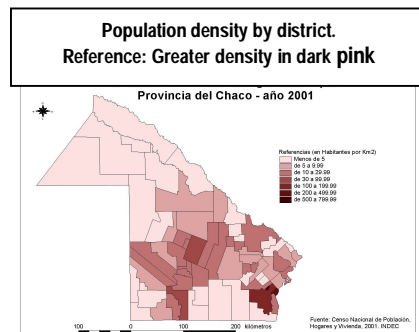 Population density by district.
Reference: Greater density in dark pink
Provincia del Chaco - año 2001
Referencias (en Habitantes por Km2)
Menos de 5
de 5 a 9.99
de 10 a 29.99
de 30 a 99.99
de 100 a 199.99
de 200 a 499.99
de 500 a 799.99
100 0 100 200 kilómetros
Fuente: Censo Nacional de Población,
Hogares y Vivienda, 2001. INDEC